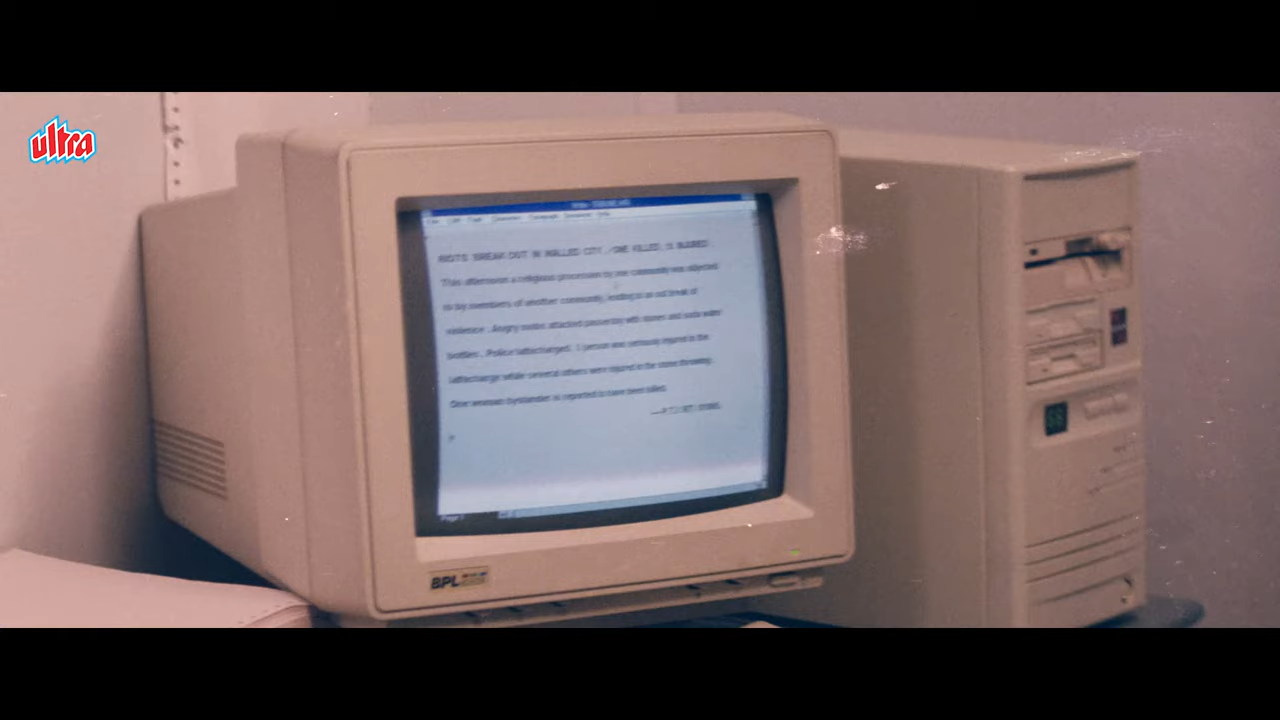 ultra
RIOTS BREAK OUT IN WALLED CITY . ONE KILLED , 15 INJURED .
This afternoon a religious procession by one community was subjected
to by members of another community, leading to an out break of
violence . Angry mobs attacked passersby with stones and soda water
bottles . Police lathicharged. 1 person was seriously injured in the
lathicharge while several others were injured in the stone throwing.
One woman bystander is reported to have been killed.
Page 1
BPL